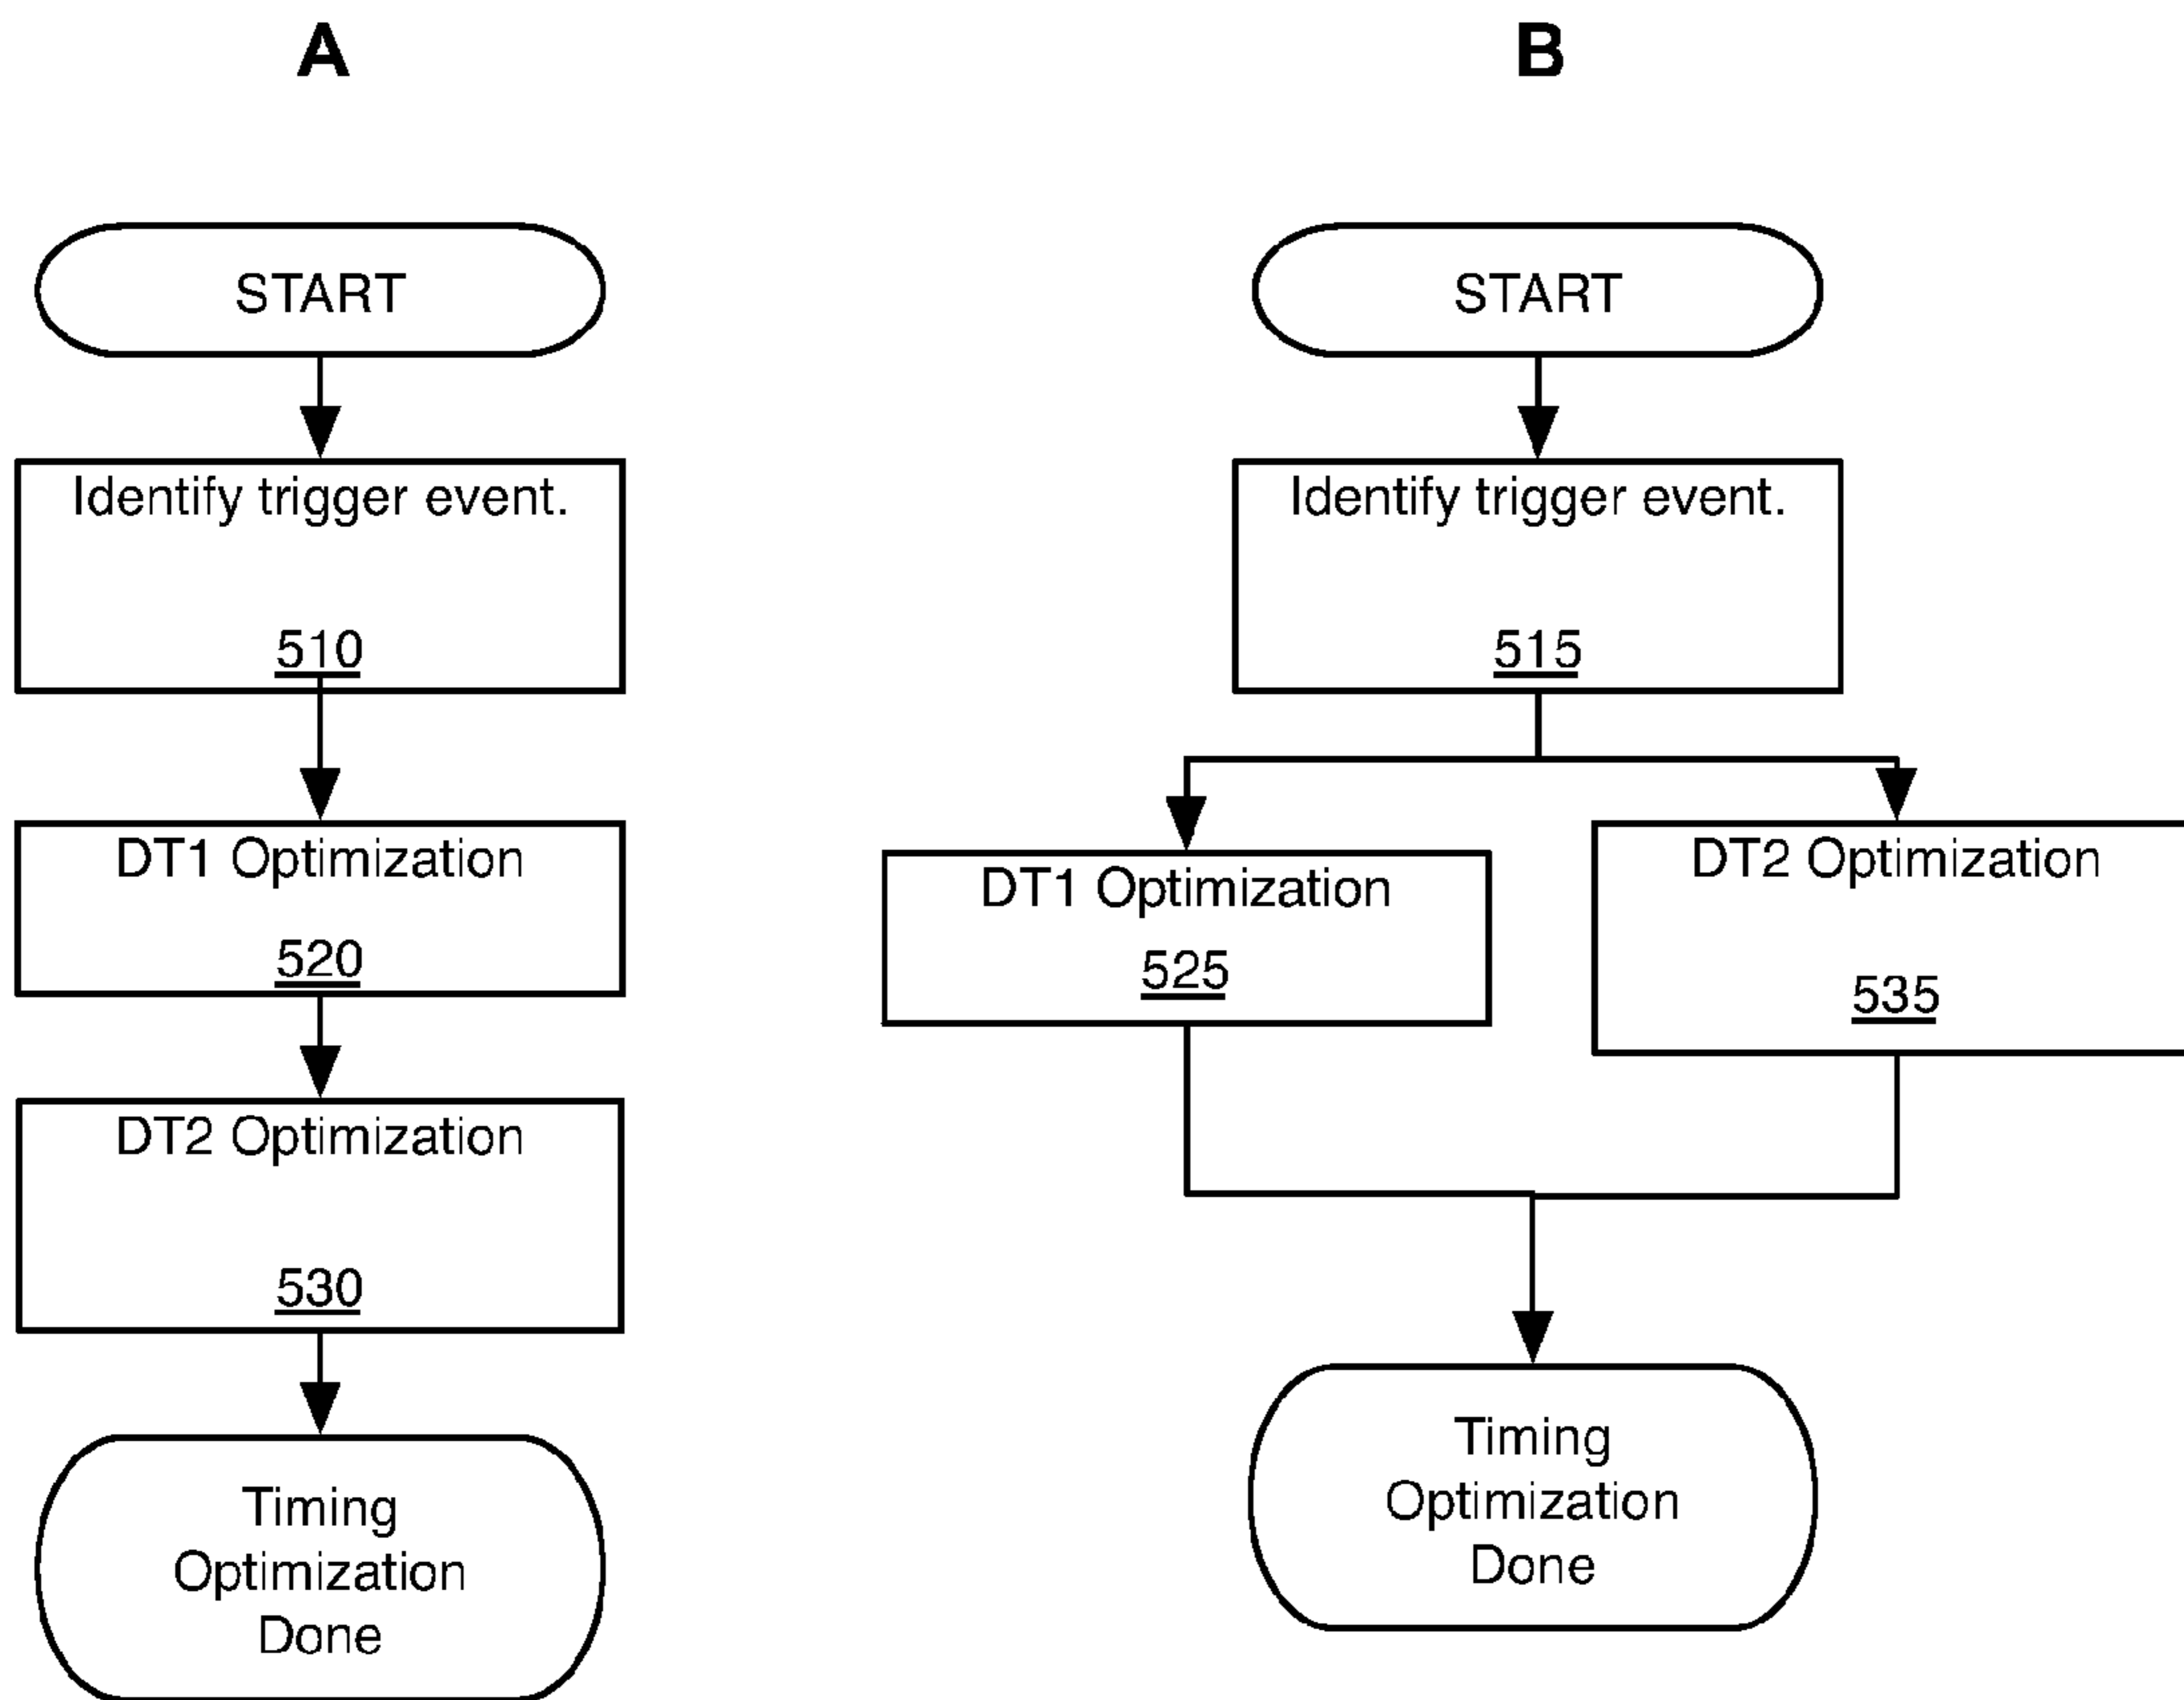 A
START
Identify trigger event.
510
DT1 Optimization
520
DT2 Optimization
530
Timing
Optimization
Done
B
START
Identify trigger event.
515
DT1 Optimization
525
DT2 Optimization
535
Timing
Optimization
Done